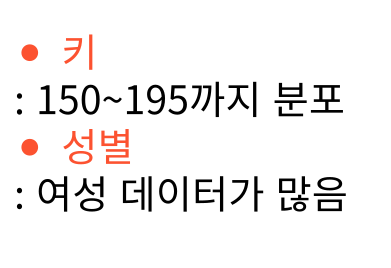 ● 키
: 150~195까지 분포
● 성별
: 여성 데이터가 많음